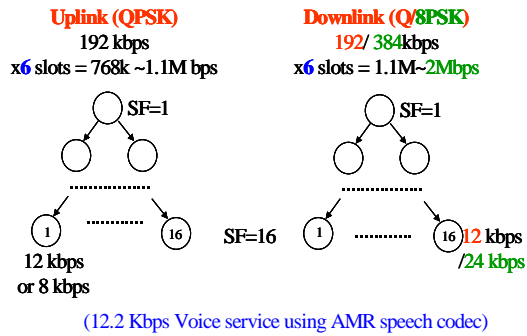 Uplink (QPSK)
192 kbps
x6 slots = 768k ~1.1M bps
SF=1
1
16
12 kbps
or 8 kbps
Downlink (Q/8PSK)
192/ 384kbps
x6 slots = 1.1M~2Mbps
SF=1
SF=16
1
16
12 kbps
/24 kbps
(12.2 Kbps Voice service using AMR speech codec)